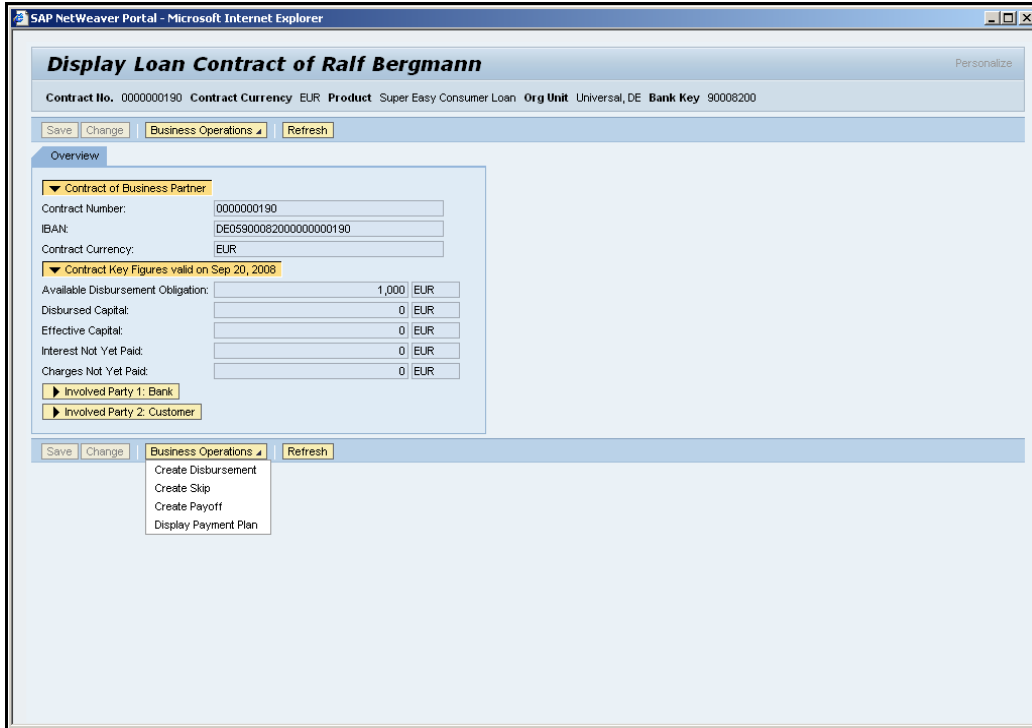 SAP NetWeaver Portal - Microsoft Internet Explorer
Display Loan Contract of Ralf Bergmann
Personalize
Contract No. 0000000190 Contract Currency EUR Product Super Easy Consumer Loan Org Unit Universal, DE Bank Key 90008200
Save Change Business Operations Refresh
Overview
Contract of Business Partner
Contract Number: 0000000190
IBAN: DE05900082000000000190
Contract Currency: EUR
Contract Key Figures valid on Sep 20, 2008
Available Disbursement Obligation: 1,000 EUR
Disbursed Capital: 0 EUR
Effective Capital: 0 EUR
Interest Not Yet Paid: 0 EUR
Charges Not Yet Paid: 0 EUR
Involved Party 1: Bank
Involved Party 2: Customer
Save Change Business Operations Refresh
Create Disbursement
Create Skip
Create Payoff
Display Payment Plan